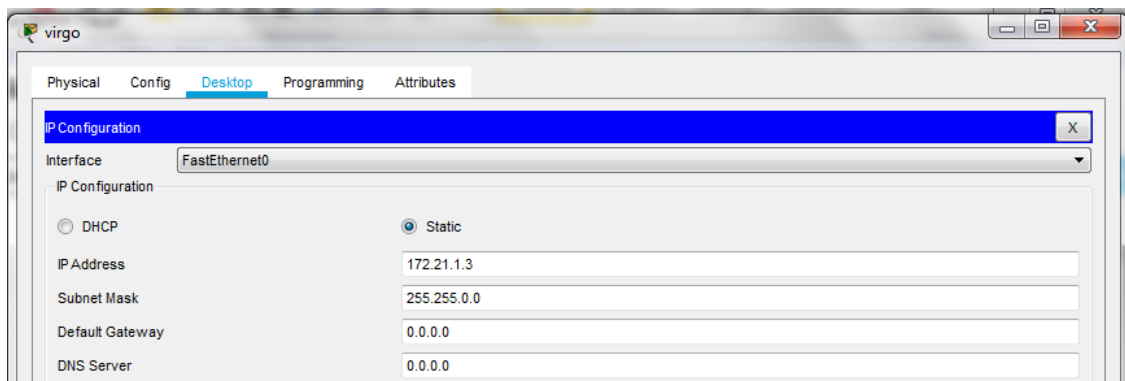 virgo
Physical Config Desktop Programming Attributes
IP Configuration X
Interface FastEthernet0
IP Configuration
DHCP Static
IP Address 172.21.1.3
Subnet Mask 255.255.0.0
Default Gateway 0.0.0.0
DNS Server 0.0.0.0